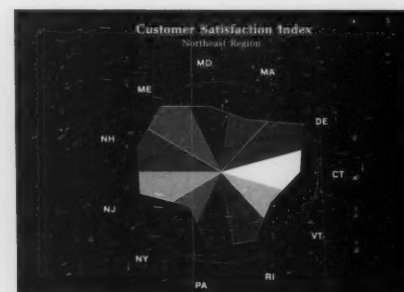 Customer Satisfaction Index
Northeast Region
MD
MA
ME
DE
NH
CT
NJ
VT
NY
RI
PA